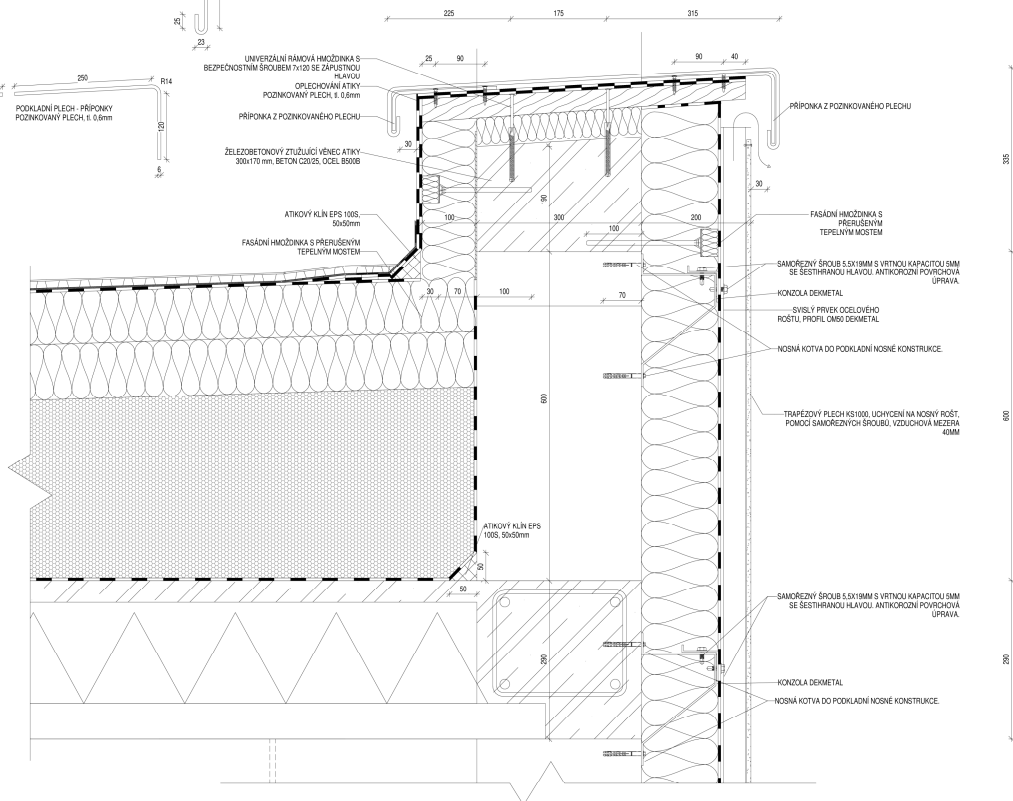 225
175
315
25
23
UNIVERZÁLNÍ RÁMOVÁ HMOŽDINKA S
BEZPEČNOSTNÍM ŠROUBEM 7x120 SE ZÁPUSTNOU
HLAVOU
OPLECHOVÁNÍ ATIKY
POZINKOVANÝ PLECH, tl. 0,6mm
PŘÍPONKA Z POZINKOVANÉHO PLECHU
25
90
90
40
250
R14
PODKLADNÍ PLECH - PŘÍPONKY
POZINKOVANÝ PLECH, tl. 0,6mm
120
6
PŘÍPONKA Z POZINKOVANÉHO PLECHU
30
ŽELEZOBETONOVÝ ZTUŽUJÍCÍ VĚNEC ATIKY
300x170 mm, BETON C20/25, OCEL B500B
335
30
90
ATIKOVÝ KLÍN EPS 100S,
50x50mm
100
300
200
100
FASÁDNÍ HMOŽDINKA S
PŘERUŠENÝM
TEPELNÝM MOSTEM
FASÁDNÍ HMOŽDINKA S PŘERUŠENÝM
TEPELNÝM MOSTEM
SAMOŘEZNÝ ŠROUB 5,5X19MM S VRTNOU KAPACITOU 5MM
SE ŠESTIHRANOU HLAVOU. ANTIKOROZNÍ POVRCHOVÁ
ÚPRAVA.
KONZOLA DEKMETAL
30
70
100
70
SVISLÝ PRVEK OCELOVÉHO
ROŠTU, PROFIL OM50 DEKMETAL
NOSNÁ KOTVA DO PODKLADNÍ NOSNÉ KONSTRUKCE.
600
600
TRAPÉZOVÝ PLECH KS1000, UCHYCENÍ NA NOSNÝ ROŠT,
POMOCÍ SAMOŘEZNÝCH ŠROUBŮ, VZDUCHOVÁ MEZERA
40MM
ATIKOVÝ KLÍN EPS
100S, 50x50mm
50
50
SAMOŘEZNÝ ŠROUB 5,5X19MM S VRTNOU KAPACITOU 5MM
SE ŠESTIHRANOU HLAVOU. ANTIKOROZNÍ POVRCHOVÁ
ÚPRAVA.
290
290
KONZOLA DEKMETAL
NOSNÁ KOTVA DO PODKLADNÍ NOSNÉ KONSTRUKCE.